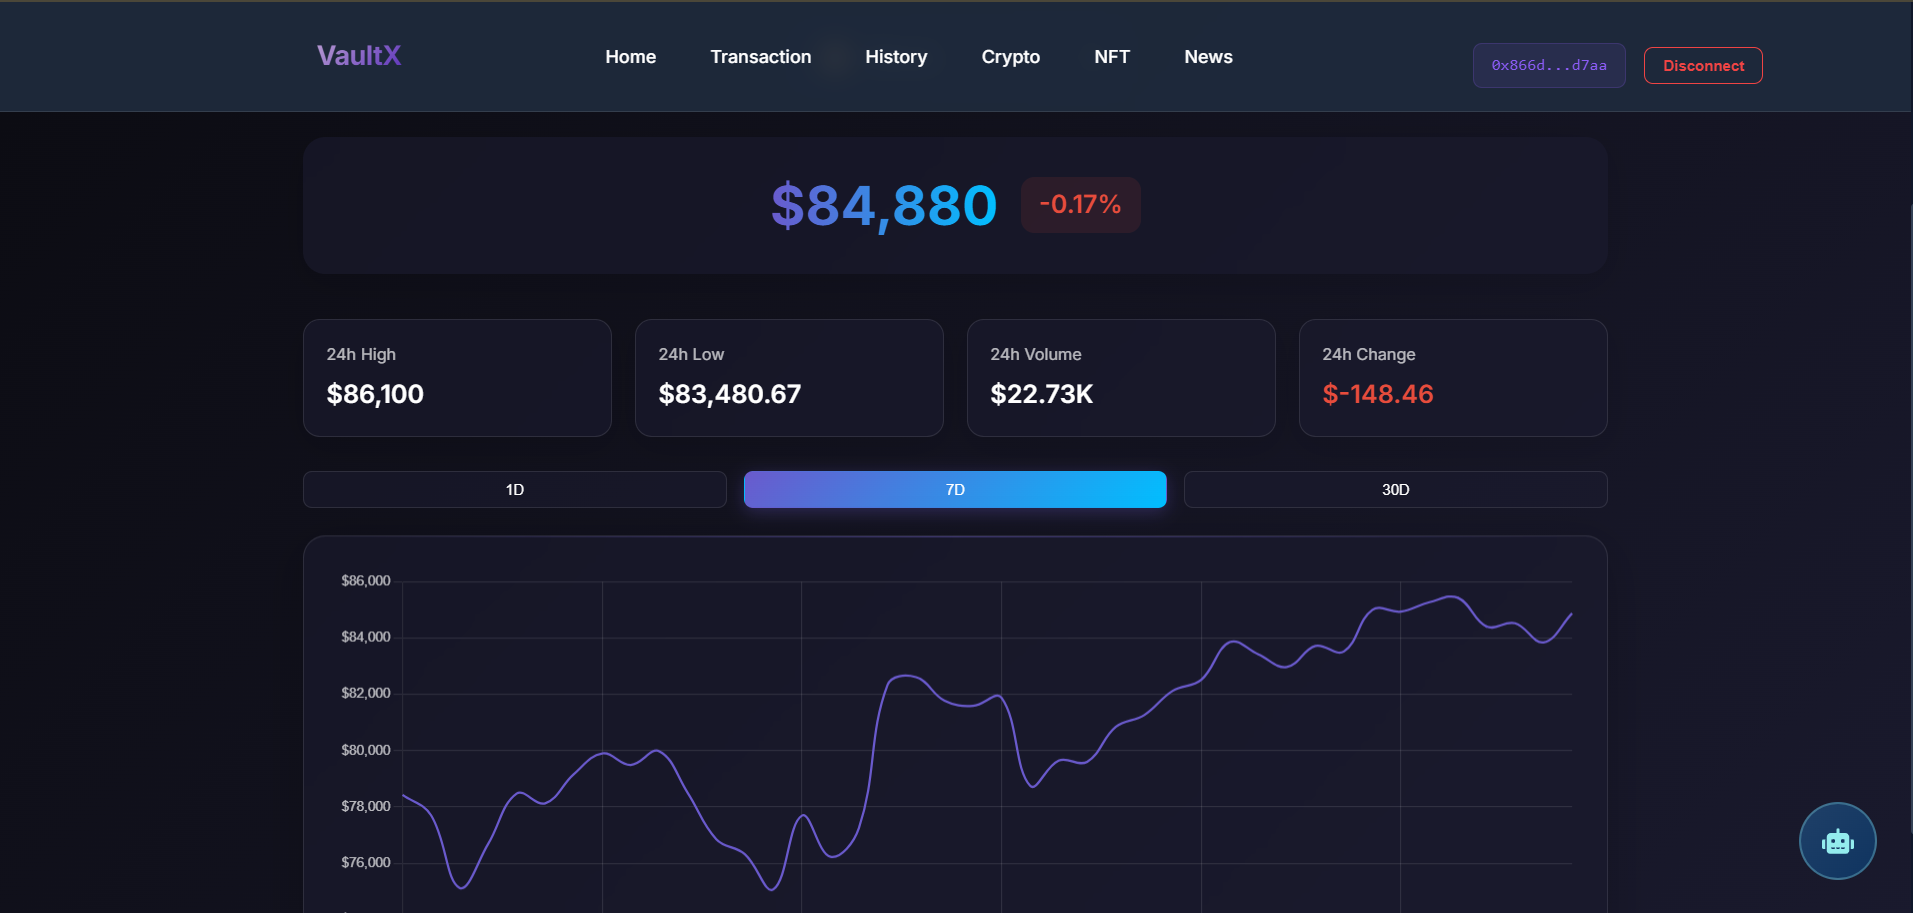 VaultX
Home Transaction History Crypto NFT News
0x866d...d7aa
Disconnect
$84,880 -0.17%
24h High
$86,100
24h Low
$83,480.67
24h Volume
$22.73K
24h Change
$-148.46
1D 7D 30D
$86,000
$84,000
$82,000
$80,000
$78,000
$76,000